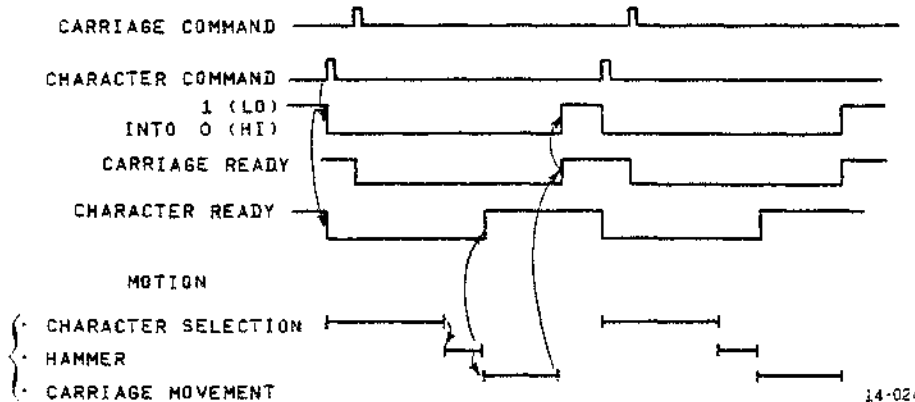 CARRIAGE COMMAND
CHARACTER COMMAND
1 (LO)
INTO 0 (HI)
CARRIAGE READY
CHARACTER READY
MOTION
· CHARACTER SELECTION
· HAMMER
· CARRIAGE MOVEMENT